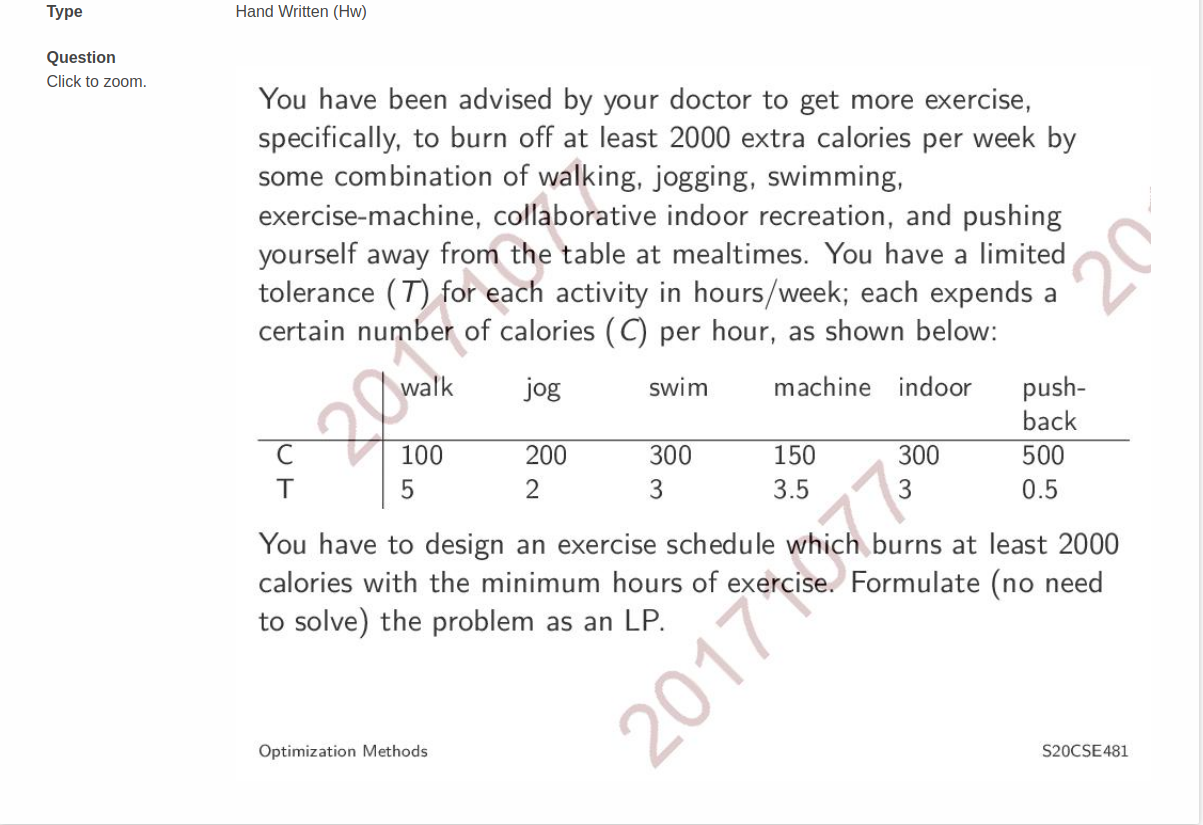 Type Hand Written (Hw)
Question
Click to zoom.
You have been advised by your doctor to get more exercise,
specifically, to burn off at least 2000 extra calories per week by
some combination of walking, jogging, swimming,
exercise-machine, collaborative indoor recreation, and pushing
yourself away from the table at mealtimes. You have a limited
tolerance (T) for each activity in hours/week; each expends a
certain number of calories (C) per hour, as shown below:
walk jog swim machine indoor push-
back
C 100 200 300 150 300 500
T 5 2 3 3.5 3 0.5
You have to design an exercise schedule which burns at least 2000
calories with the minimum hours of exercise. Formulate (no need
to solve) the problem as an LP.
Optimization Methods S20CSE481
20171077
20171077
20